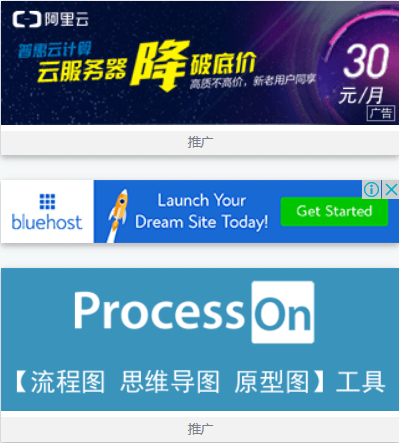 阿里云
普惠云计算
云服务器 降 破底价
高质不高价,新老用户同享
30
元/月
广告
推广
bluehost
Launch Your
Dream Site Today!
Get Started
ProcessOn
【流程图 思维导图 原型图】工具
推广